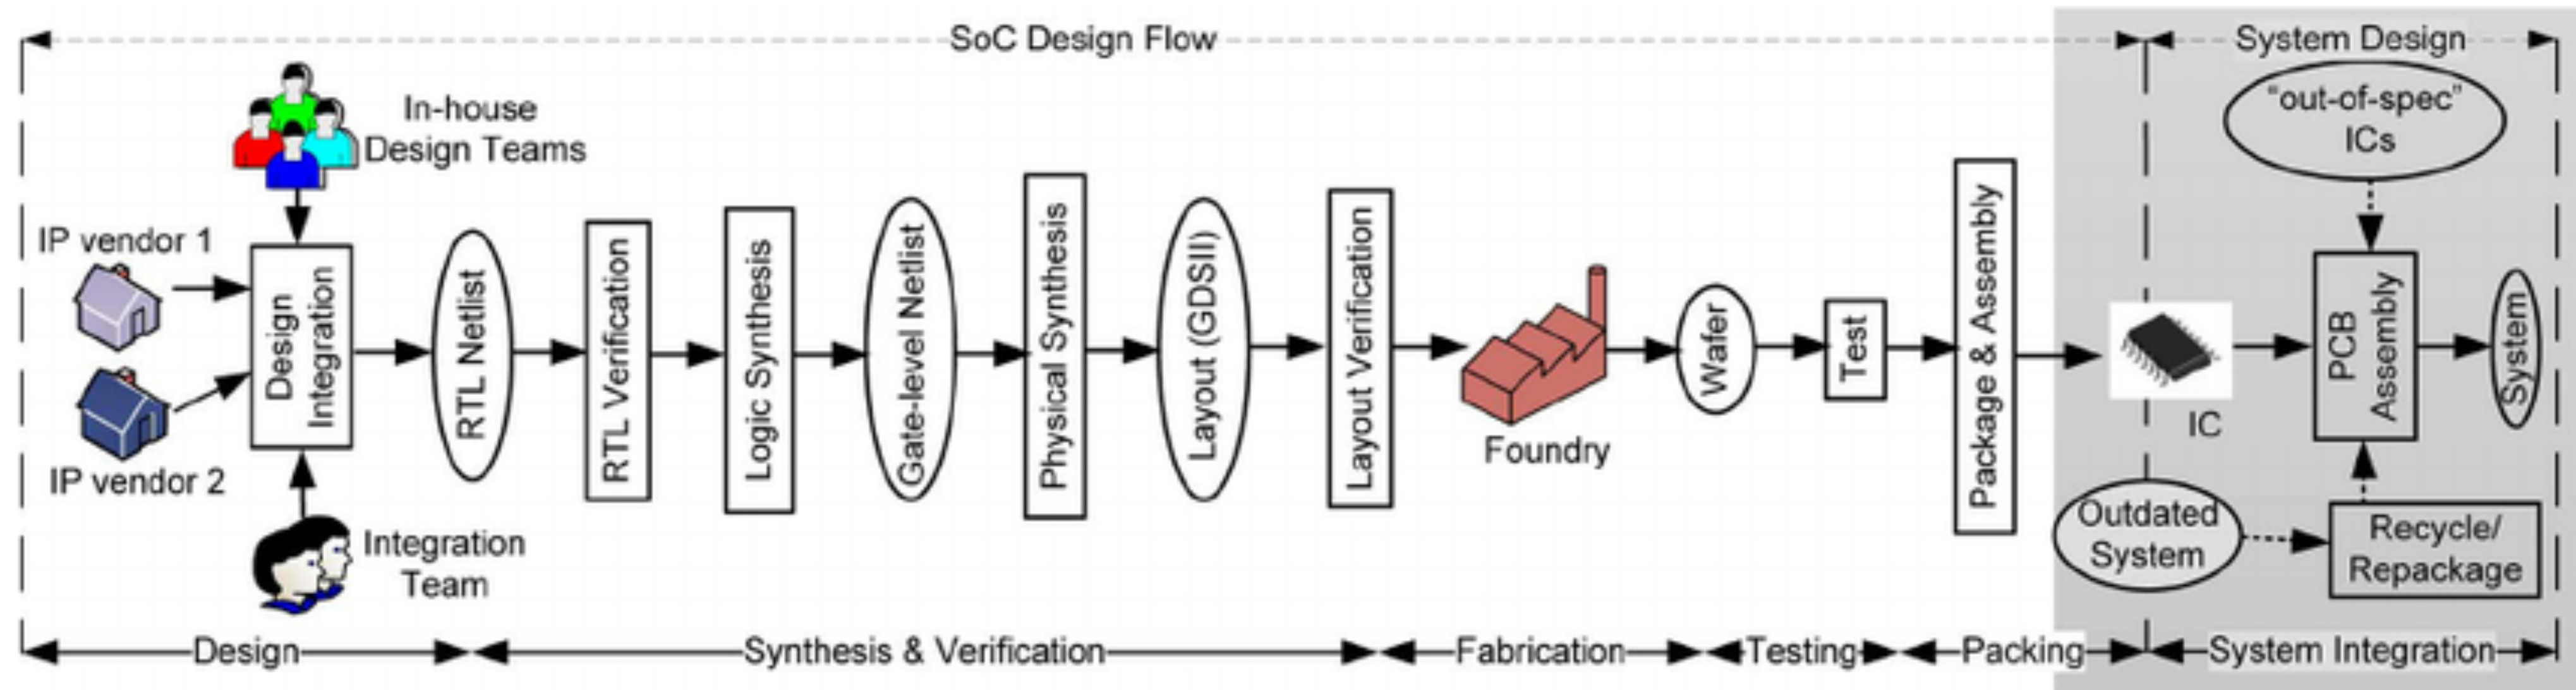 SoC Design Flow
System Design
In-house
Design Teams
IP vendor 1
IP vendor 2
Integration
Team
Design
Integration
RTL Netlist
RTL Verification
Logic Synthesis
Gate-level Netlist
Physical Synthesis
Layout (GDSII)
Layout Verification
Foundry
Wafer
Test
Package & Assembly
IC
"out-of-spec"
ICs
PCB
Assembly
System
Outdated
System
Recycle/
Repackage
Design
Synthesis & Verification
Fabrication
Testing
Packing
System Integration